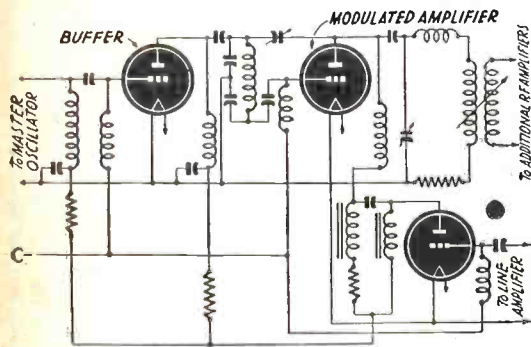 BUFFER
MODULATED AMPLIFIER
TO MASTER
OSCILLATOR
TO ADDITIONAL RF AMPLIFIERS
C-
TO LINE
AMPLIFIER